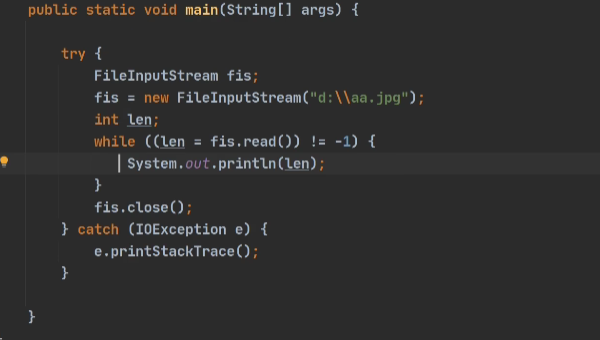 public static void main(String[] args) {
try {
FileInputStream fis;
fis = new FileInputStream("d:\\aa.jpg");
int len;
while ((len = fis.read()) != -1) {
System.out.println(len);
}
fis.close();
} catch (IOException e) {
e.printStackTrace();
}
}